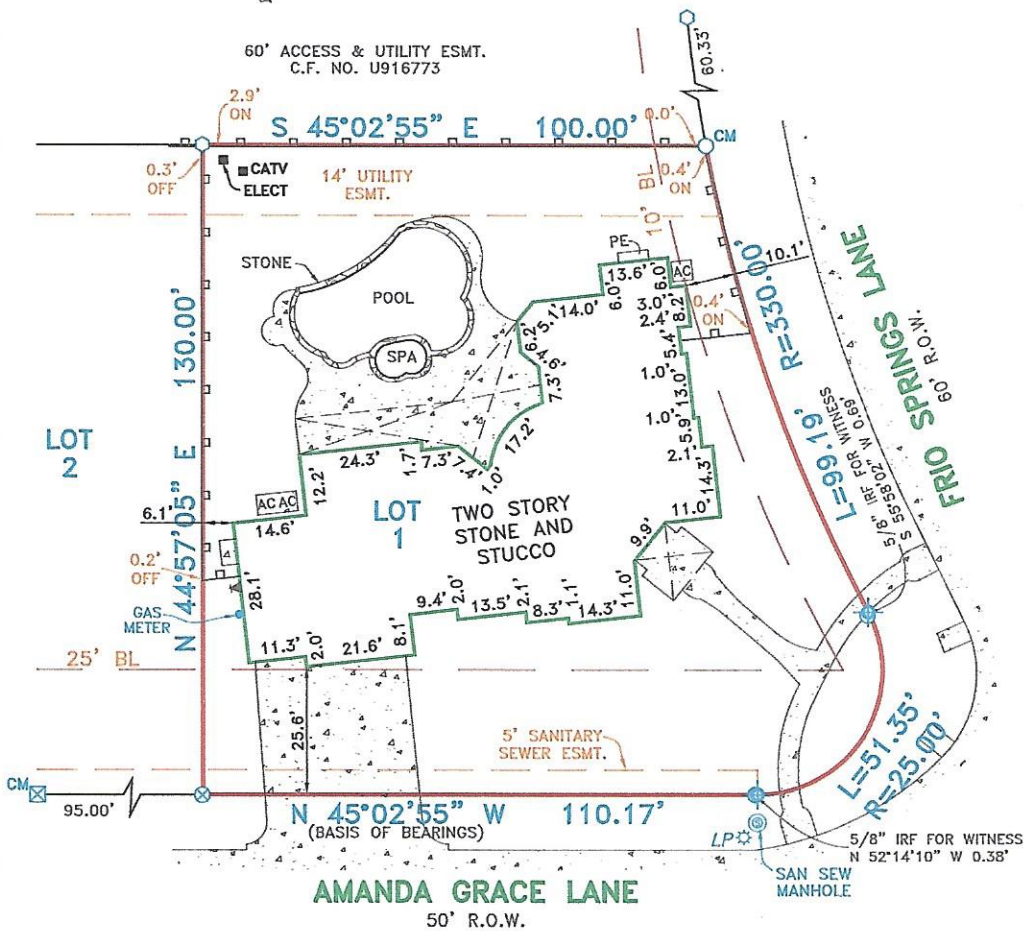 60' ACCESS & UTILITY ESMT.
C.F. NO. U916773
60.33'
2.9'
ON
S 45°02'55" E 100.00'
0.0'
CM
0.3'
OFF
CATV
ELECT
14' UTILITY
ESMT.
10' BL
0.4'
ON
STONE
POOL
SPA
PE
13.6'
6.0'
6.0'
AC
10.1'
5.1'
14.0'
3.0'
8.2'
2.4'
0.4'
ON
6.2'
4.6'
7.3'
5.4'
1.0'
13.0'
1.0'
5.9'
2.1'
14.3'
17.2'
R=330.00'
L=99.19'
5/8" IRF FOR WITNESS
S 55°58'02" W 0.69'
FRIO SPRINGS LANE
60' R.O.W.
N 44°57'05" E 130.00'
LOT
2
24.3'
1.7'
7.3'
7.4'
1.0'
12.2'
AC AC
6.1'
14.6'
LOT
1
TWO STORY
STONE AND
STUCCO
11.0'
9.9'
0.2'
OFF
28.1'
GAS
METER
9.4'
2.0'
13.5'
2.1'
8.3'
1.1'
14.3'
11.0'
25' BL
11.3'
2.0'
21.6'
8.1'
25.6'
5' SANITARY
SEWER ESMT.
L=51.35'
R=25.00'
CM
95.00'
N 45°02'55" W 110.17'
(BASIS OF BEARINGS)
LP
5/8" IRF FOR WITNESS
N 52°14'10" W 0.38'
SAN SEW
MANHOLE
AMANDA GRACE LANE
50' R.O.W.